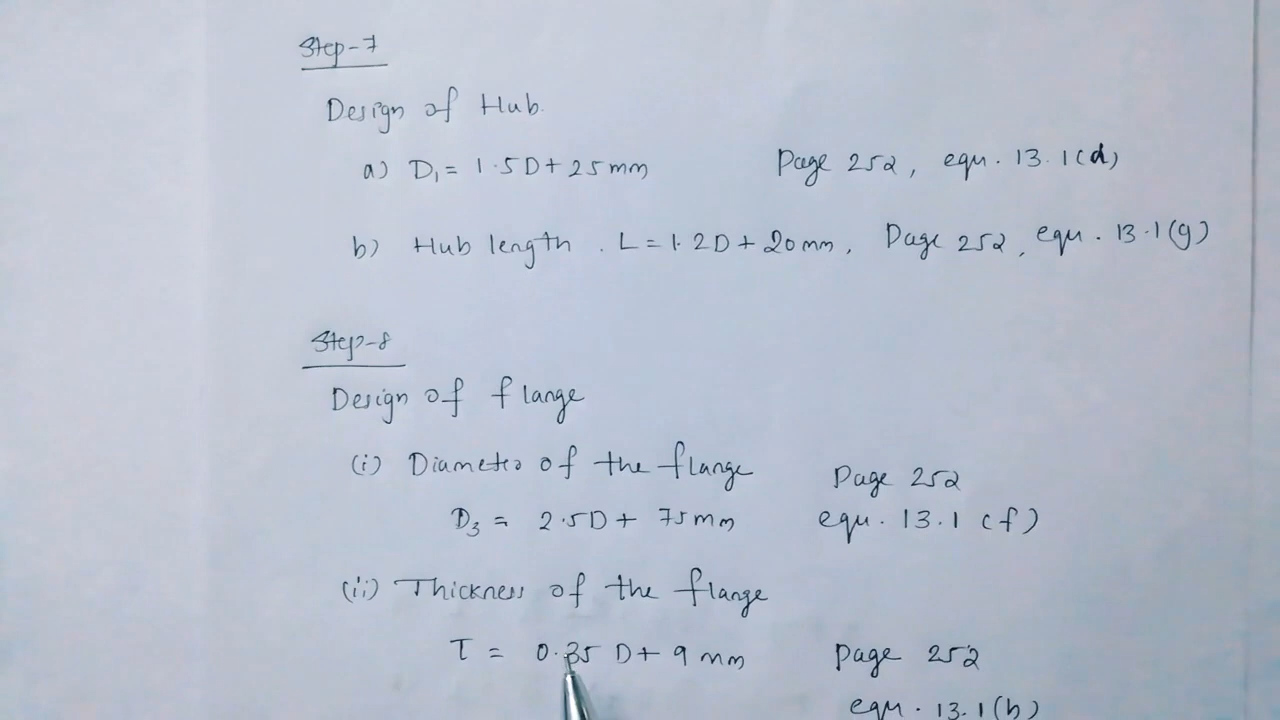 Step-7
Design of Hub.
a) D₁ = 1.5D + 25mm Page 252, equ. 13.1(d)
b) Hub length. L = 1.2D + 20mm, Page 252, equ. 13.1(g)
Step-8
Design of flange
(i) Diameter of the flange Page 252
D₃ = 2.5D + 75mm equ. 13.1 (f)
(ii) Thickness of the flange
T = 0.35 D + 9 mm Page 252
equ. 13.1(b)